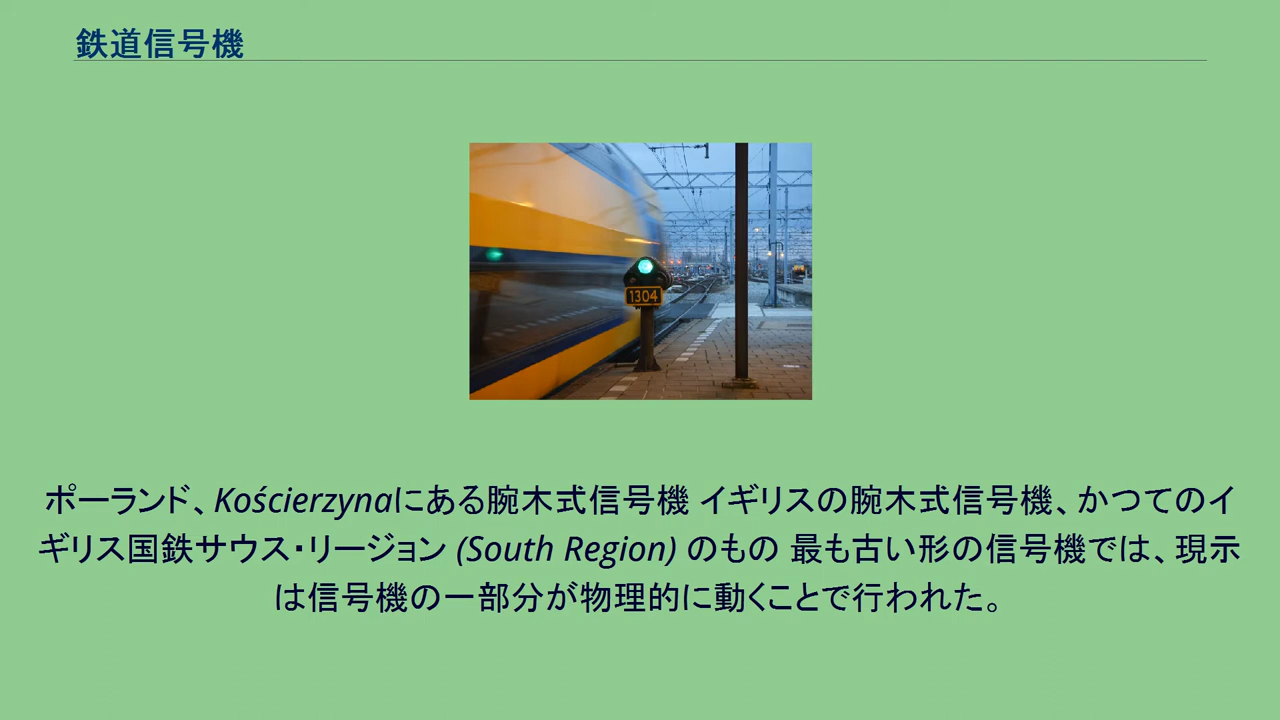 鉄道信号機
1304
ポーランド、Kościerzynaにある腕木式信号機 イギリスの腕木式信号機、かつてのイ
ギリス国鉄サウス・リージョン (South Region) のもの 最も古い形の信号機では、現示
は信号機の一部分が物理的に動くことで行われた。